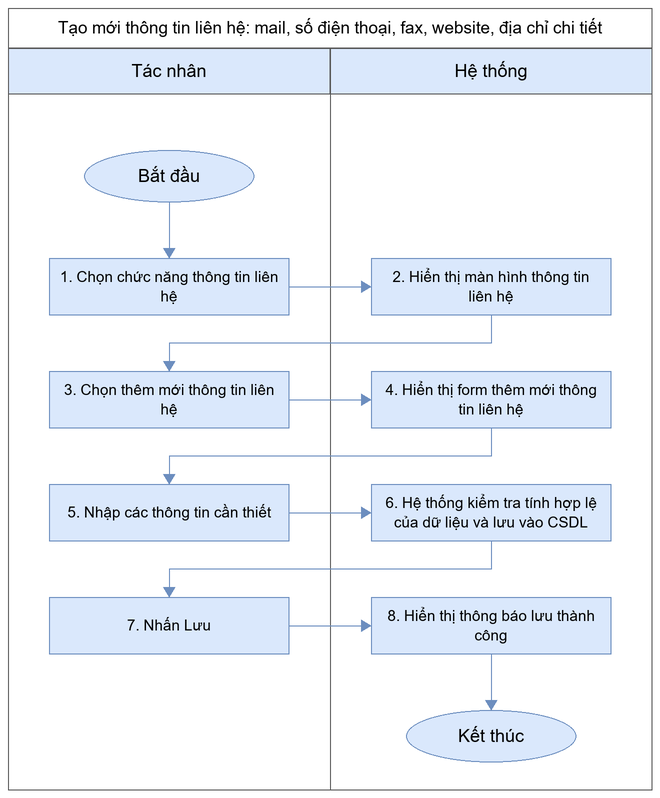 Tạo mới thông tin liên hệ: mail, số điện thoại, fax, website, địa chỉ chi tiết
Tác nhân
Hệ thống
Bắt đầu
1. Chọn chức năng thông tin liên
hệ
2. Hiển thị màn hình thông tin
liên hệ
3. Chọn thêm mới thông tin liên
hệ
4. Hiển thị form thêm mới thông
tin liên hệ
5. Nhập các thông tin cần thiết
6. Hệ thống kiểm tra tính hợp lệ
của dữ liệu và lưu vào CSDL
7. Nhấn Lưu
8. Hiển thị thông báo lưu thành
công
Kết thúc